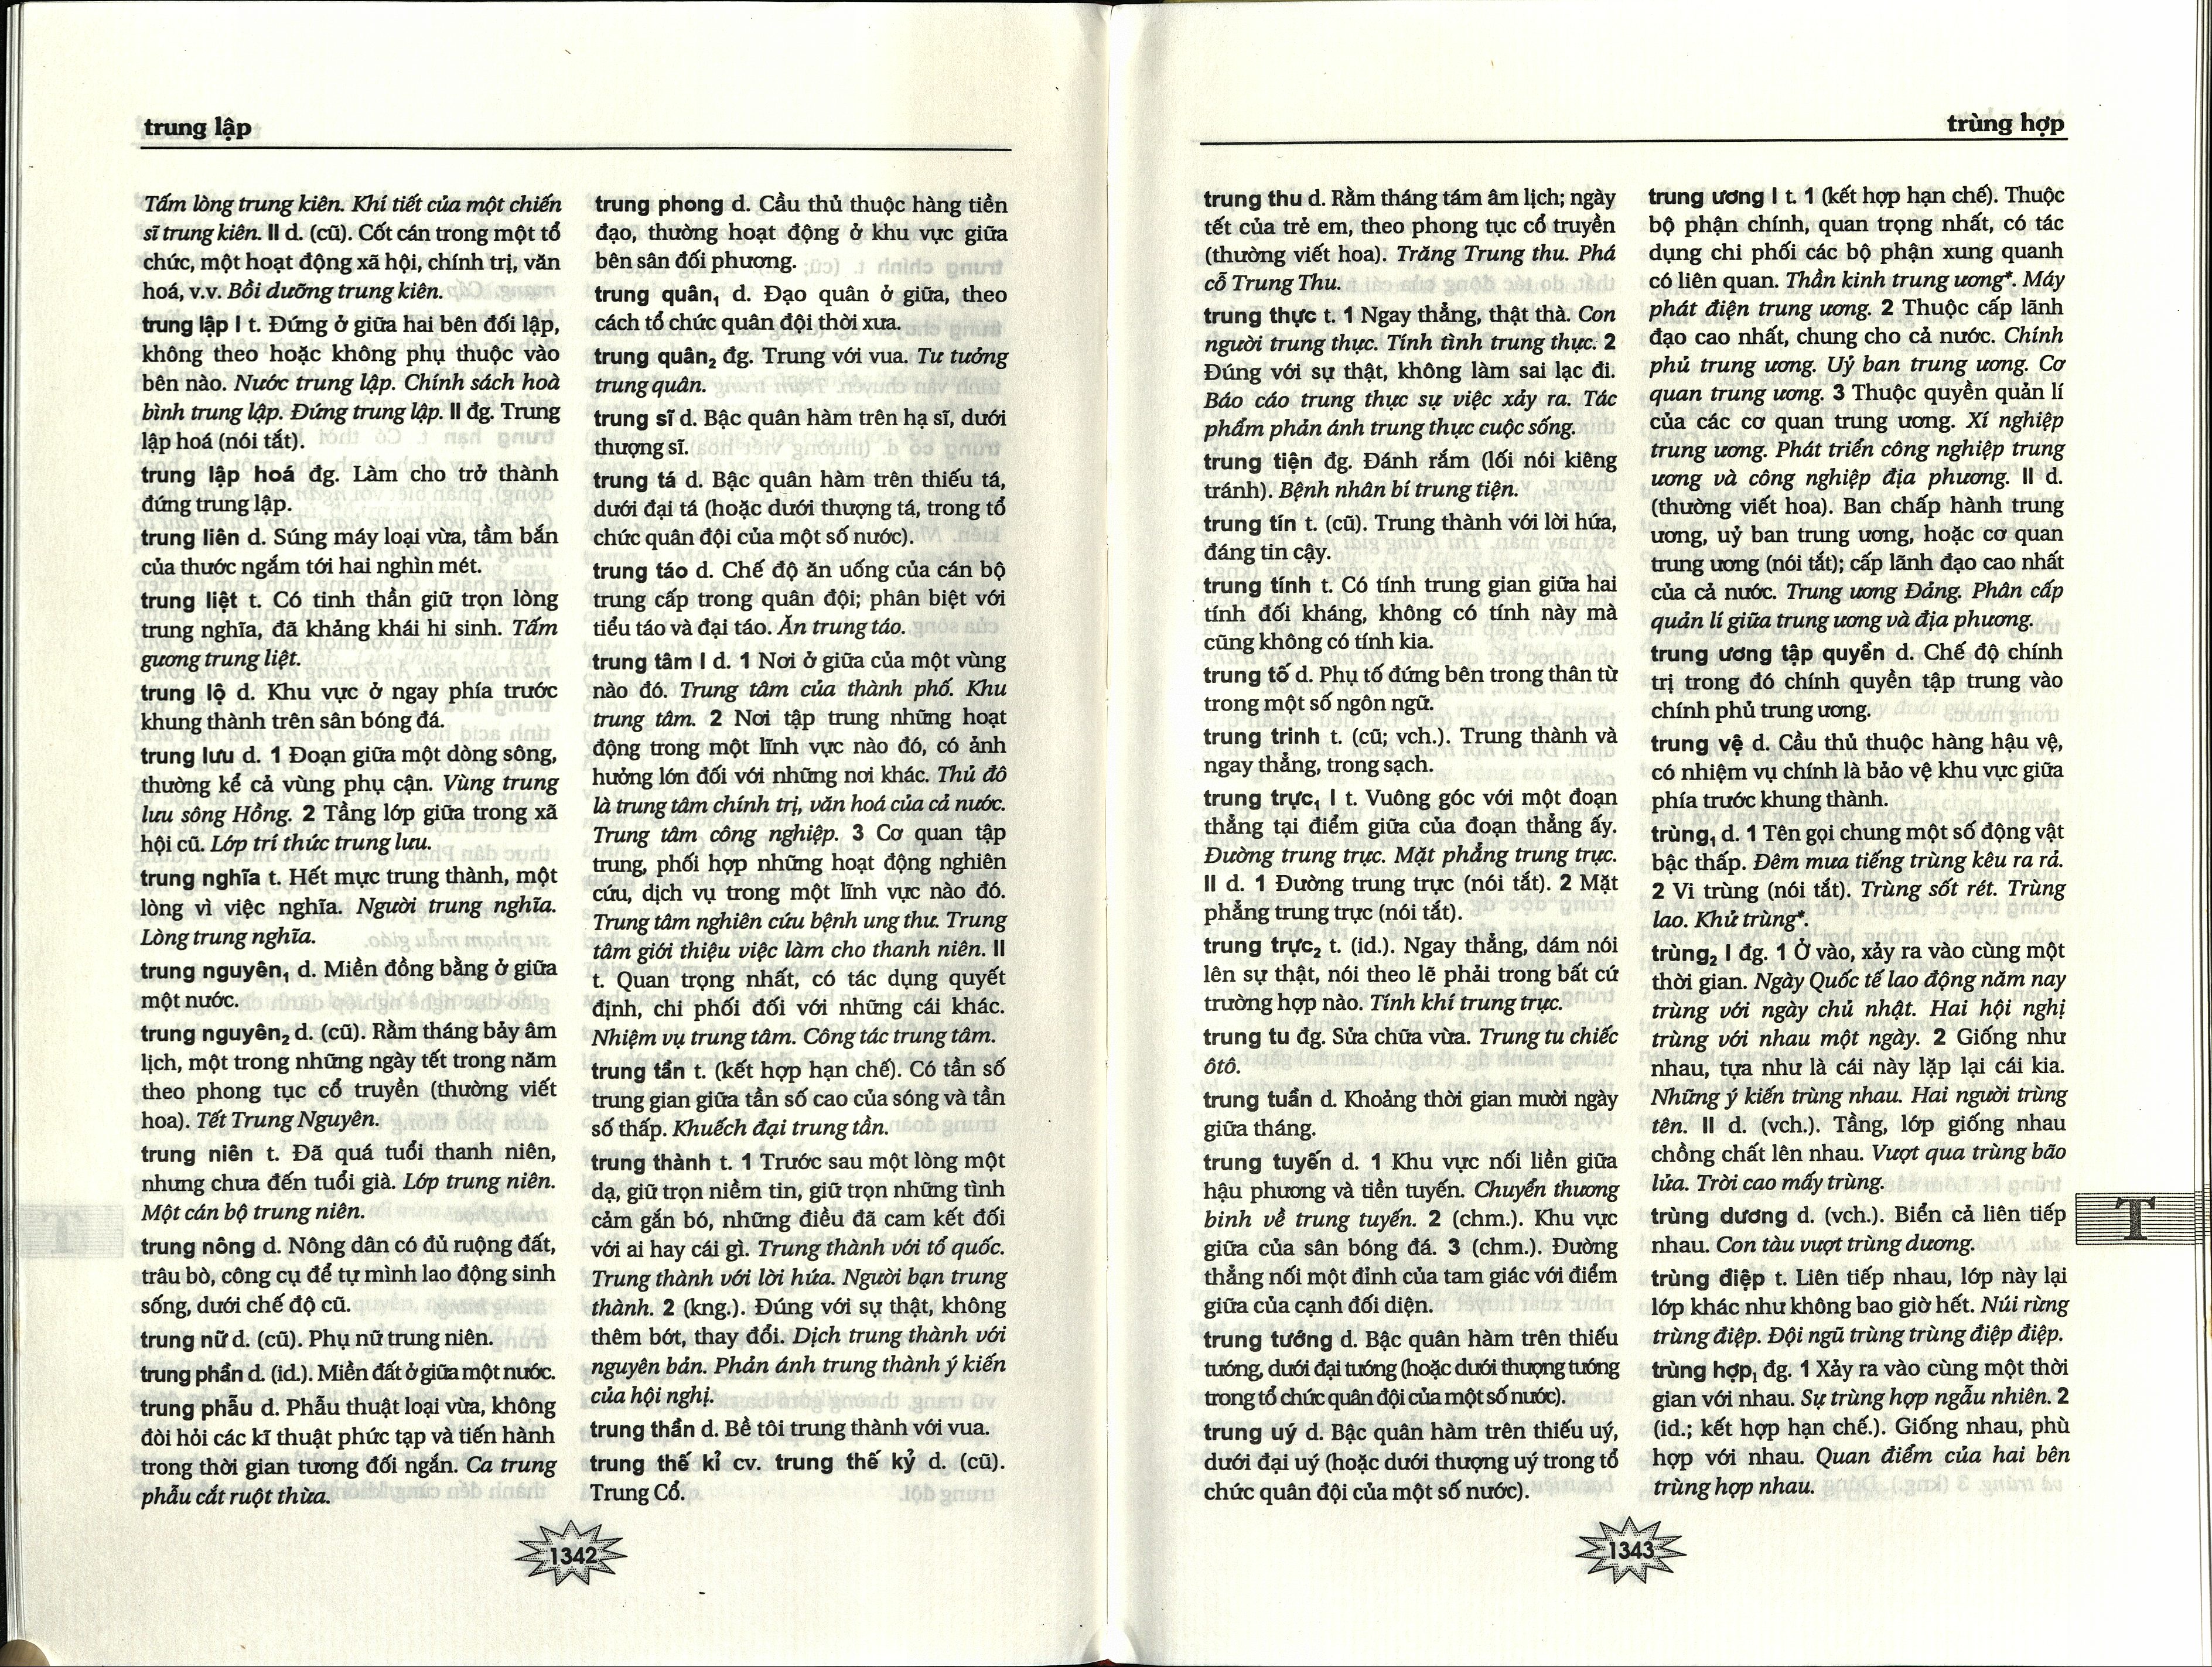 trung lập
Tấm lòng trung kiên. Khí tiết của một chiến
sĩ trung kiên. II d. (cũ). Cốt cán trong một tổ
chức, một hoạt động xã hội, chính trị, văn
hoá, v.v. Bồi dưỡng trung kiên.
trung lập I t. Đứng ở giữa hai bên đối lập,
không theo hoặc không phụ thuộc vào
bên nào. Nước trung lập. Chính sách hoà
bình trung lập. Đứng trung lập. II đg. Trung
lập hoá (nói tắt).
trung lập hoá đg. Làm cho trở thành
đứng trung lập.
trung liên d. Súng máy loại vừa, tầm bắn
của thước ngắm tới hai nghìn mét.
trung liệt t. Có tinh thần giữ trọn lòng
trung nghĩa, đã khảng khái hi sinh. Tấm
gương trung liệt.
trung lộ d. Khu vực ở ngay phía trước
khung thành trên sân bóng đá.
trung lưu d. 1 Đoạn giữa một dòng sông,
thường kể cả vùng phụ cận. Vùng trung
lưu sông Hồng. 2 Tầng lớp giữa trong xã
hội cũ. Lớp trí thức trung lưu.
trung nghĩa t. Hết mực trung thành, một
lòng vì việc nghĩa. Người trung nghĩa.
Lòng trung nghĩa.
trung nguyên₁ d. Miền đồng bằng ở giữa
một nước.
trung nguyên₂ d. (cũ). Rằm tháng bảy âm
lịch, một trong những ngày tết trong năm
theo phong tục cổ truyền (thường viết
hoa). Tết Trung Nguyên.
trung niên t. Đã quá tuổi thanh niên,
nhưng chưa đến tuổi già. Lớp trung niên.
Một cán bộ trung niên.
trung nông d. Nông dân có đủ ruộng đất,
trâu bò, công cụ để tự mình lao động sinh
sống, dưới chế độ cũ.
trung nữ d. (cũ). Phụ nữ trung niên.
trung phần d. (id.). Miền đất ở giữa một nước.
trung phẫu d. Phẫu thuật loại vừa, không
đòi hỏi các kĩ thuật phức tạp và tiến hành
trong thời gian tương đối ngắn. Ca trung
phẫu cắt ruột thừa.
trung phong d. Cầu thủ thuộc hàng tiền
đạo, thường hoạt động ở khu vực giữa
bên sân đối phương.
trung quân₁ d. Đạo quân ở giữa, theo
cách tổ chức quân đội thời xưa.
trung quân₂ đg. Trung với vua. Tư tưởng
trung quân.
trung sĩ d. Bậc quân hàm trên hạ sĩ, dưới
thượng sĩ.
trung tá d. Bậc quân hàm trên thiếu tá,
dưới đại tá (hoặc dưới thượng tá, trong tổ
chức quân đội của một số nước).
trung táo d. Chế độ ăn uống của cán bộ
trung cấp trong quân đội; phân biệt với
tiểu táo và đại táo. Ăn trung táo.
trung tâm I d. 1 Nơi ở giữa của một vùng
nào đó. Trung tâm của thành phố. Khu
trung tâm. 2 Nơi tập trung những hoạt
động trong một lĩnh vực nào đó, có ảnh
hưởng lớn đối với những nơi khác. Thủ đô
là trung tâm chính trị, văn hoá của cả nước.
Trung tâm công nghiệp. 3 Cơ quan tập
trung, phối hợp những hoạt động nghiên
cứu, dịch vụ trong một lĩnh vực nào đó.
Trung tâm nghiên cứu bệnh ung thư. Trung
tâm giới thiệu việc làm cho thanh niên. II
t. Quan trọng nhất, có tác dụng quyết
định, chi phối đối với những cái khác.
Nhiệm vụ trung tâm. Công tác trung tâm.
trung tần t. (kết hợp hạn chế). Có tần số
trung gian giữa tần số cao của sóng và tần
số thấp. Khuếch đại trung tần.
trung thành t. 1 Trước sau một lòng một
dạ, giữ trọn niềm tin, giữ trọn những tình
cảm gắn bó, những điều đã cam kết đối
với ai hay cái gì. Trung thành với tổ quốc.
Trung thành với lời hứa. Người bạn trung
thành. 2 (kng.). Đúng với sự thật, không
thêm bớt, thay đổi. Dịch trung thành với
nguyên bản. Phản ánh trung thành ý kiến
của hội nghị.
trung thần d. Bề tôi trung thành với vua.
trung thế kỉ cv. trung thế kỷ d. (cũ).
Trung Cổ.
1342
trùng hợp
trung thu d. Rằm tháng tám âm lịch; ngày
tết của trẻ em, theo phong tục cổ truyền
(thường viết hoa). Trăng Trung thu. Phá
cỗ Trung Thu.
trung thực t. 1 Ngay thẳng, thật thà. Con
người trung thực. Tính tình trung thực. 2
Đúng với sự thật, không làm sai lạc đi.
Báo cáo trung thực sự việc xảy ra. Tác
phẩm phản ánh trung thực cuộc sống.
trung tiện đg. Đánh rắm (lối nói kiêng
tránh). Bệnh nhân bí trung tiện.
trung tín t. (cũ). Trung thành với lời hứa,
đáng tin cậy.
trung tính t. Có tính trung gian giữa hai
tính đối kháng, không có tính này mà
cũng không có tính kia.
trung tố d. Phụ tố đứng bên trong thân từ
trong một số ngôn ngữ.
trung trinh t. (cũ; vch.). Trung thành và
ngay thẳng, trong sạch.
trung trực₁ I t. Vuông góc với một đoạn
thẳng tại điểm giữa của đoạn thẳng ấy.
Đường trung trực. Mặt phẳng trung trực.
II d. 1 Đường trung trực (nói tắt). 2 Mặt
phẳng trung trực (nói tắt).
trung trực₂ t. (id.). Ngay thẳng, dám nói
lên sự thật, nói theo lẽ phải trong bất cứ
trường hợp nào. Tính khí trung trực.
trung tu đg. Sửa chữa vừa. Trung tu chiếc
ôtô.
trung tuần d. Khoảng thời gian mười ngày
giữa tháng.
trung tuyến d. 1 Khu vực nối liền giữa
hậu phương và tiền tuyến. Chuyển thương
binh về trung tuyến. 2 (chm.). Khu vực
giữa của sân bóng đá. 3 (chm.). Đường
thẳng nối một đỉnh của tam giác với điểm
giữa của cạnh đối diện.
trung tướng d. Bậc quân hàm trên thiếu
tướng, dưới đại tướng (hoặc dưới thượng tướng
trong tổ chức quân đội của một số nước).
trung uý d. Bậc quân hàm trên thiếu uý,
dưới đại uý (hoặc dưới thượng uý trong tổ
chức quân đội của một số nước).
trung ương I t. 1 (kết hợp hạn chế). Thuộc
bộ phận chính, quan trọng nhất, có tác
dụng chi phối các bộ phận xung quanh
có liên quan. Thần kinh trung ương*. Máy
phát điện trung ương. 2 Thuộc cấp lãnh
đạo cao nhất, chung cho cả nước. Chính
phủ trung ương. Uỷ ban trung ương. Cơ
quan trung ương. 3 Thuộc quyền quản lí
của các cơ quan trung ương. Xí nghiệp
trung ương. Phát triển công nghiệp trung
ương và công nghiệp địa phương. II d.
(thường viết hoa). Ban chấp hành trung
ương, uỷ ban trung ương, hoặc cơ quan
trung ương (nói tắt); cấp lãnh đạo cao nhất
của cả nước. Trung ương Đảng. Phân cấp
quản lí giữa trung ương và địa phương.
trung ương tập quyền d. Chế độ chính
trị trong đó chính quyền tập trung vào
chính phủ trung ương.
trung vệ d. Cầu thủ thuộc hàng hậu vệ,
có nhiệm vụ chính là bảo vệ khu vực giữa
phía trước khung thành.
trùng₁ d. 1 Tên gọi chung một số động vật
bậc thấp. Đêm mưa tiếng trùng kêu ra rả.
2 Vi trùng (nói tắt). Trùng sốt rét. Trùng
lao. Khử trùng*.
trùng₂ I đg. 1 Ở vào, xảy ra vào cùng một
thời gian. Ngày Quốc tế lao động năm nay
trùng với ngày chủ nhật. Hai hội nghị
trùng với nhau một ngày. 2 Giống như
nhau, tựa như là cái này lặp lại cái kia.
Những ý kiến trùng nhau. Hai người trùng
tên. II d. (vch.). Tầng, lớp giống nhau
chồng chất lên nhau. Vượt qua trùng bão
lửa. Trời cao mấy trùng.
trùng dương d. (vch.). Biển cả liên tiếp
nhau. Con tàu vượt trùng dương.
trùng điệp t. Liên tiếp nhau, lớp này lại
lớp khác như không bao giờ hết. Núi rừng
trùng điệp. Đội ngũ trùng trùng điệp điệp.
trùng hợp₁ đg. 1 Xảy ra vào cùng một thời
gian với nhau. Sự trùng hợp ngẫu nhiên. 2
(id.; kết hợp hạn chế.). Giống nhau, phù
hợp với nhau. Quan điểm của hai bên
trùng hợp nhau.
T
1343